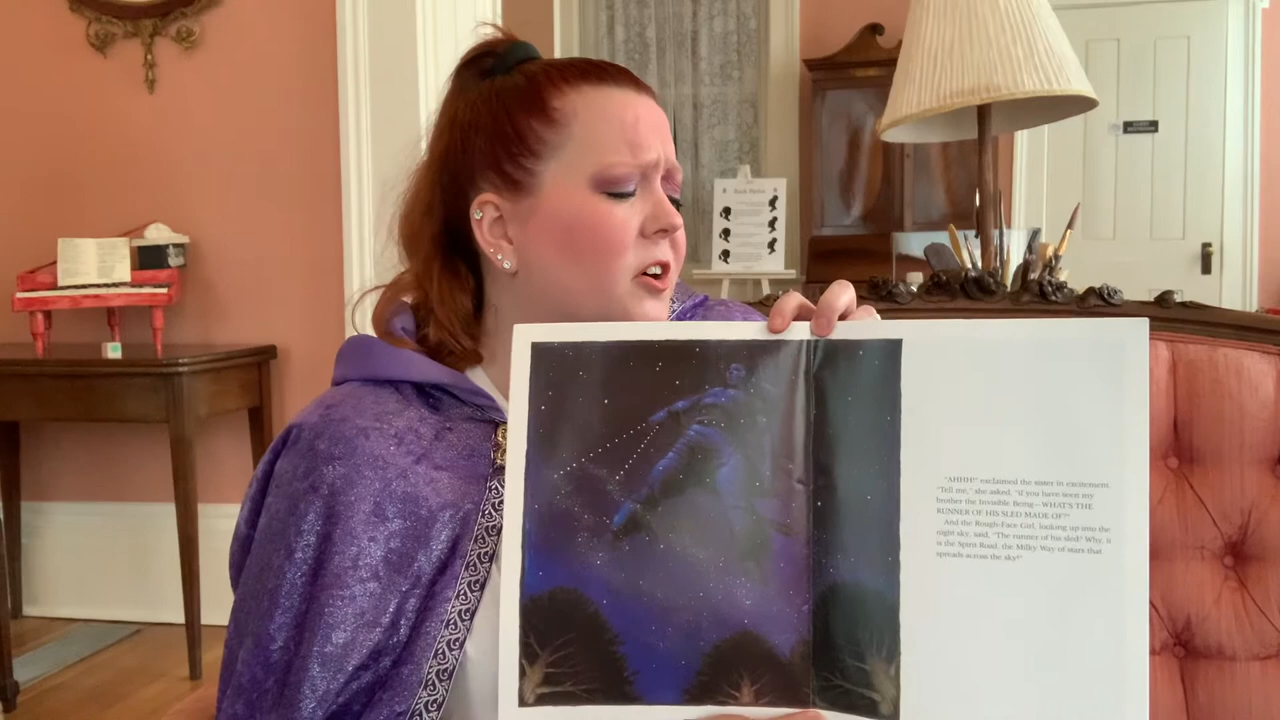 "AHHH!" exclaimed the sister in excitement.
"Tell me," she asked, "if you have seen my
brother the Invisible Being—WHAT'S THE
RUNNER OF HIS SLED MADE OF?"
And the Rough-Face Girl, looking up into the
night sky, said, "The runner of his sled? Why, it
is the Spirit Road, the Milky Way of stars that
spreads across the sky!"